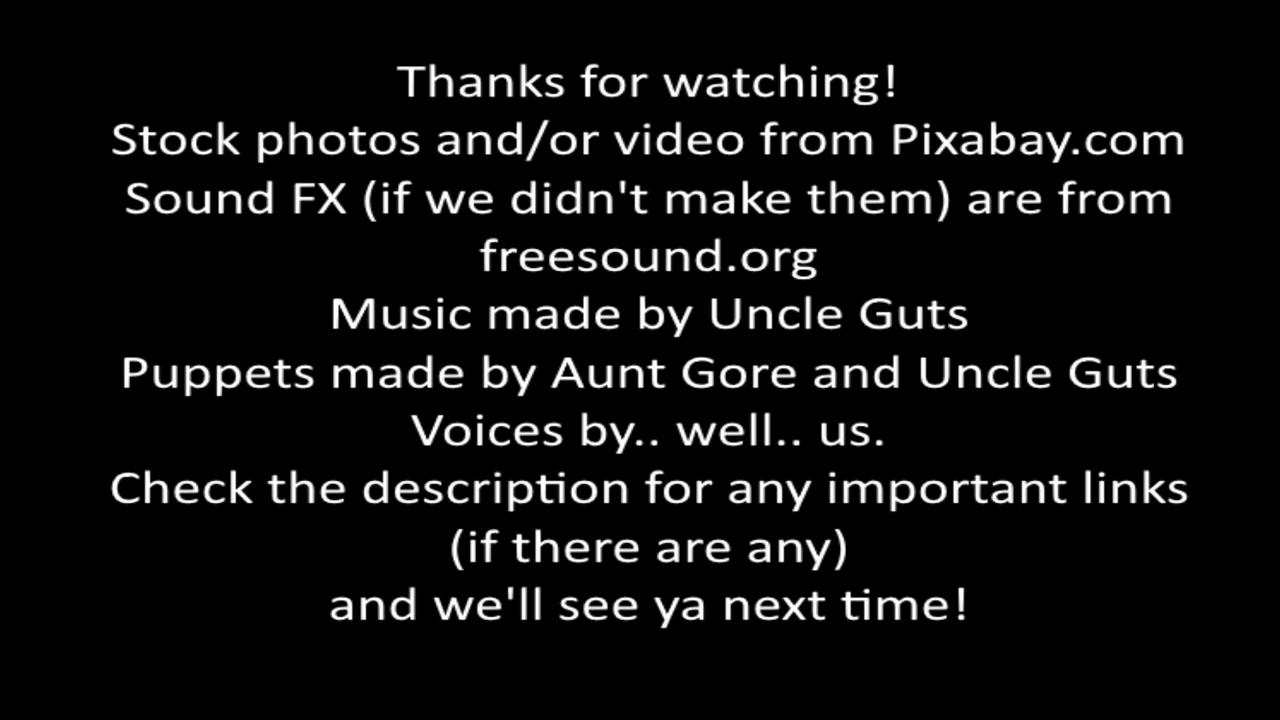 Thanks for watching!
Stock photos and/or video from Pixabay.com
Sound FX (if we didn't make them) are from
freesound.org
Music made by Uncle Guts
Puppets made by Aunt Gore and Uncle Guts
Voices by.. well.. us.
Check the description for any important links
(if there are any)
and we'll see ya next time!